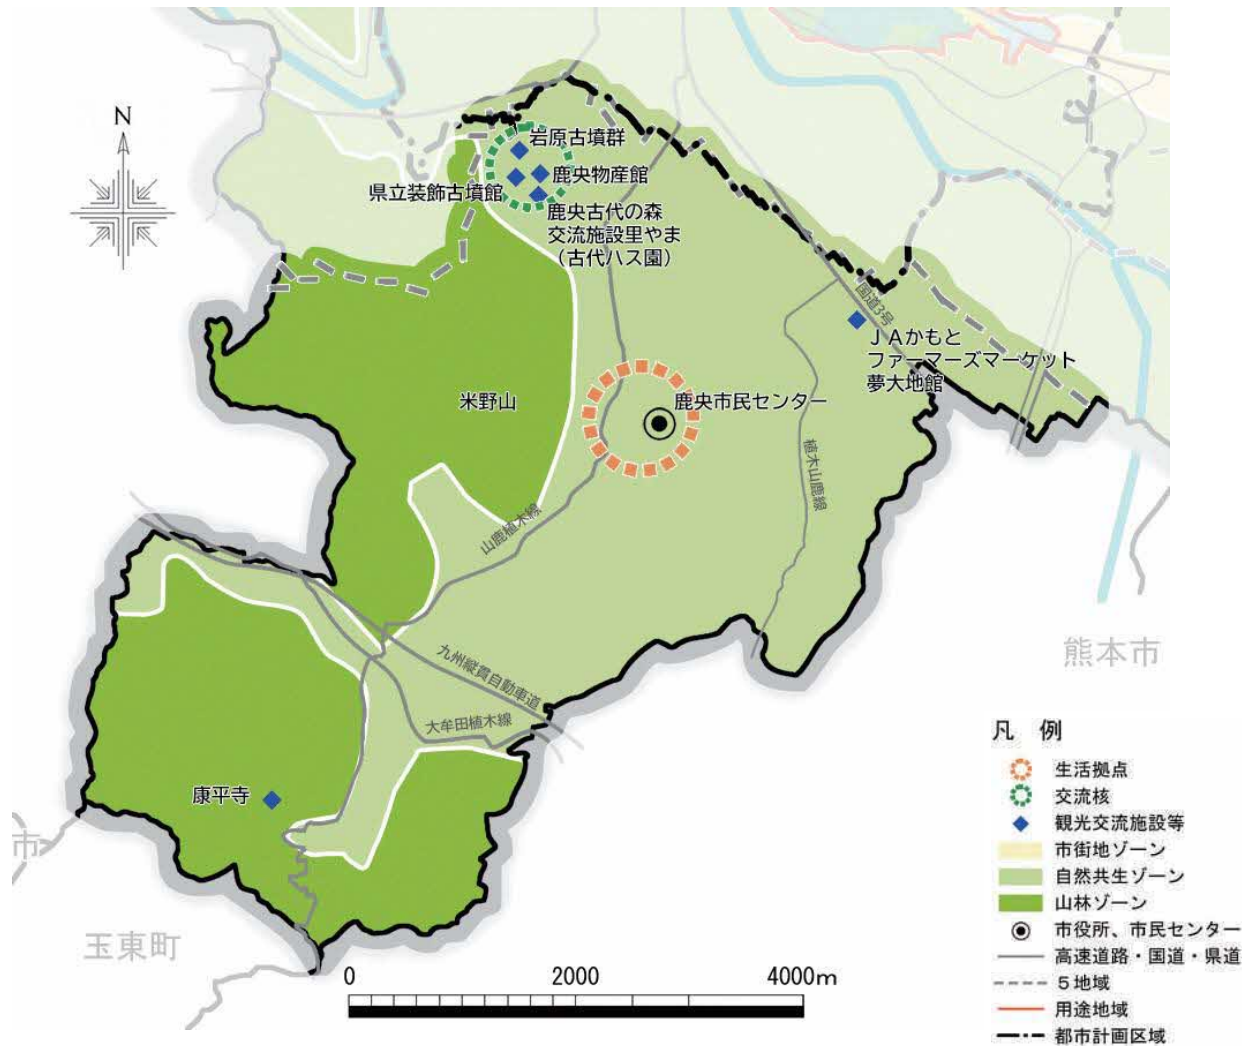 N
岩原古墳群
鹿央物産館
県立装飾古墳館
鹿央古代の森
交流施設里やま
（古代ハス園）
国道3号
ＪＡかもと
ファーマーズマーケット
夢大地館
米野山
鹿央市民センター
植木山鹿線
山鹿植木線
九州縦貫自動車道
大牟田植木線
康平寺
熊本市
市
玉東町
0 2000 4000m
凡　例
生活拠点
交流核
観光交流施設等
市街地ゾーン
自然共生ゾーン
山林ゾーン
市役所、市民センター
高速道路・国道・県道
５地域
用途地域
都市計画区域